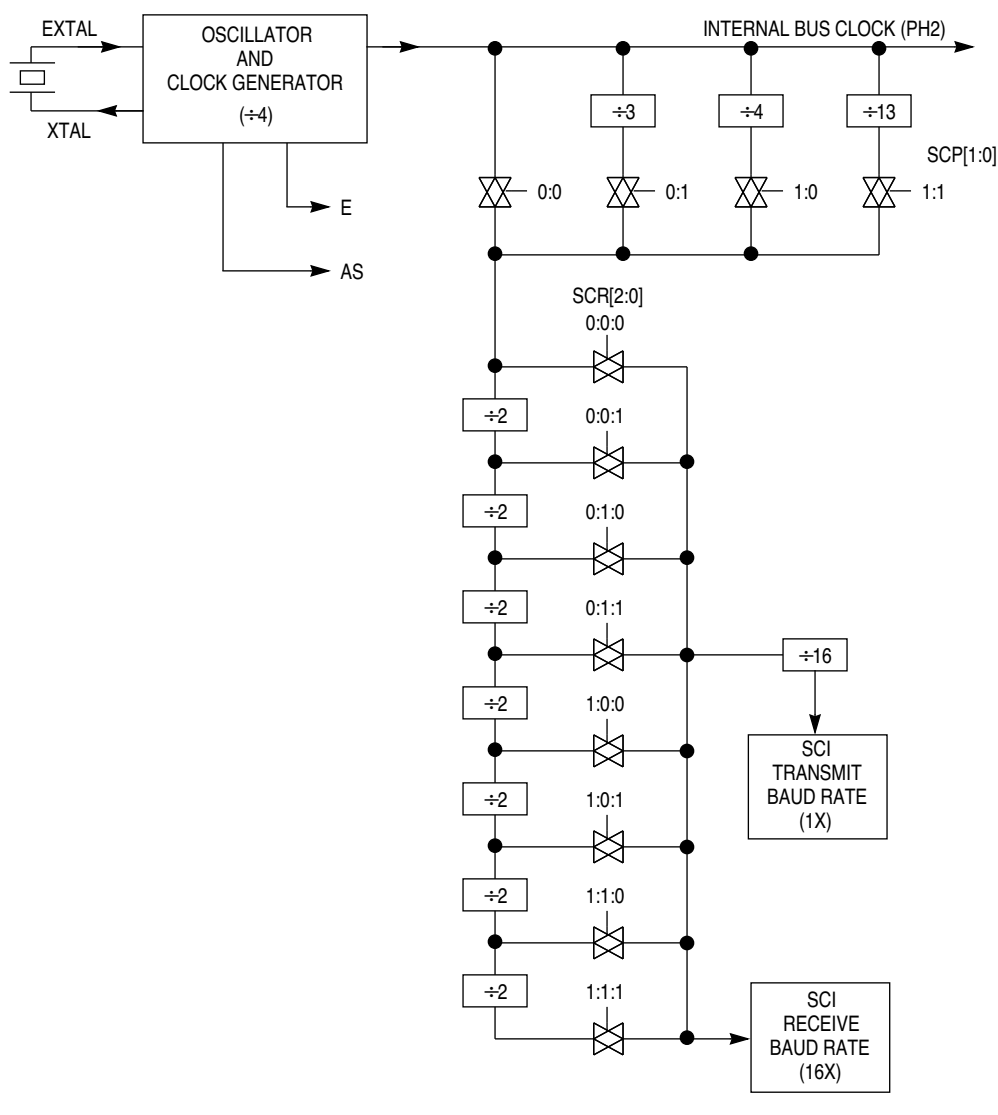 EXTAL
XTAL
OSCILLATOR
AND
CLOCK GENERATOR
(÷4)
INTERNAL BUS CLOCK (PH2)
÷3
÷4
÷13
SCP[1:0]
0:0
0:1
1:0
1:1
E
AS
SCR[2:0]
0:0:0
÷2
0:0:1
÷2
0:1:0
÷2
0:1:1
÷16
÷2
1:0:0
SCI
TRANSMIT
BAUD RATE
(1X)
÷2
1:0:1
÷2
1:1:0
÷2
1:1:1
SCI
RECEIVE
BAUD RATE
(16X)